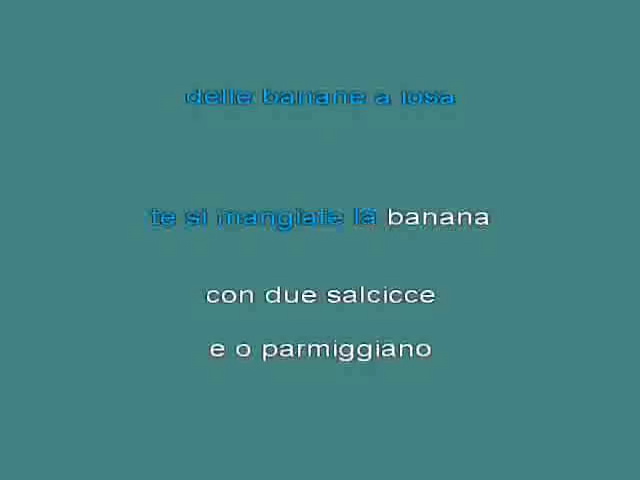 delle banane a iosa
te si mangiate la banana
con due salcicce
e o parmiggiano